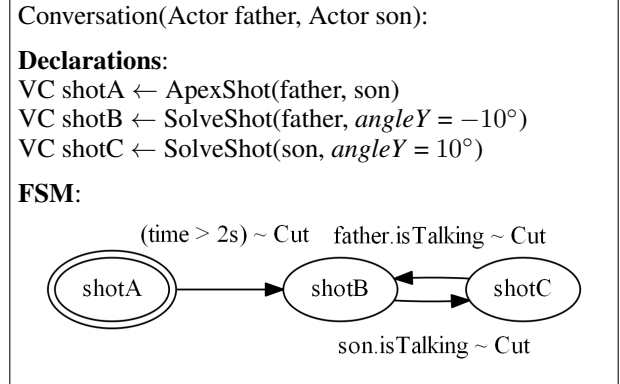 Conversation(Actor father, Actor son):
Declarations:
VC shotA ← ApexShot(father, son)
VC shotB ← SolveShot(father, angleY = −10°)
VC shotC ← SolveShot(son, angleY = 10°)
FSM:
(time > 2s) ~ Cut father.isTalking ~ Cut
shotA shotB shotC
son.isTalking ~ Cut